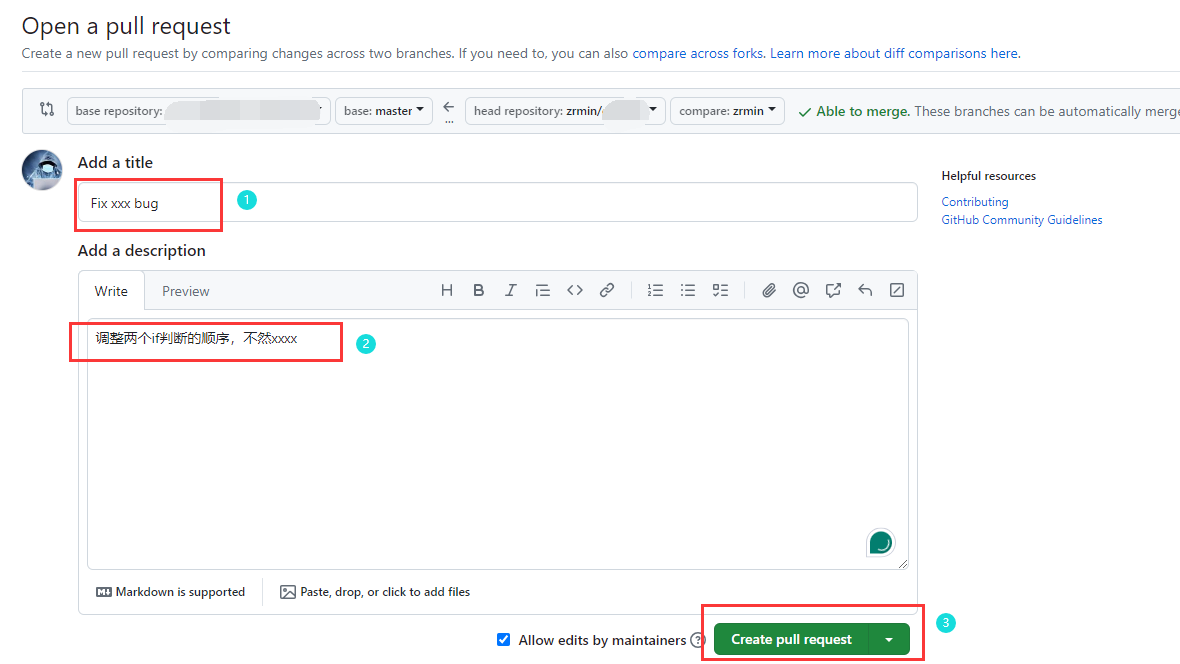 Open a pull request
Create a new pull request by comparing changes across two branches. If you need to, you can also compare across forks. Learn more about diff comparisons here.
base repository: base: master head repository: zrmin/ compare: zrmin Able to merge. These branches can be automatically merge
Add a title
Helpful resources
Fix xxx bug 1
Contributing
GitHub Community Guidelines
Add a description
Write Preview
调整两个if判断的顺序，不然xxxx 2
Markdown is supported Paste, drop, or click to add files
Allow edits by maintainers Create pull request 3